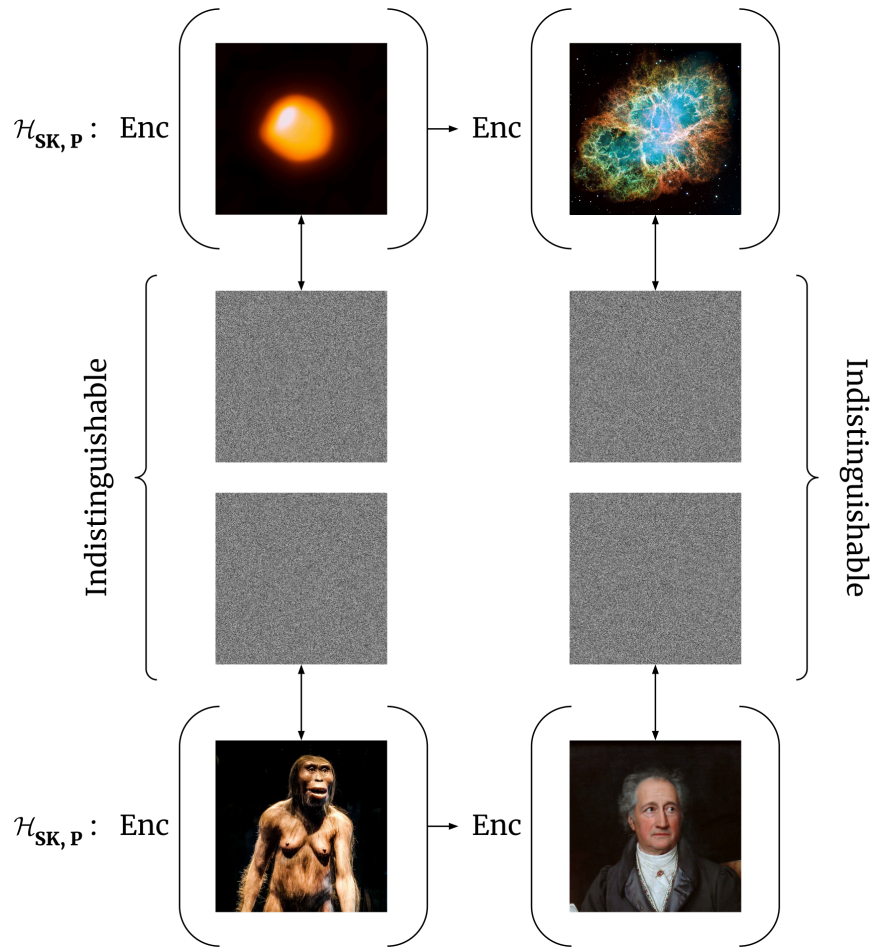 ℋ_SK, P : Enc → Enc
Indistinguishable
Indistinguishable
ℋ_SK, P : Enc → Enc